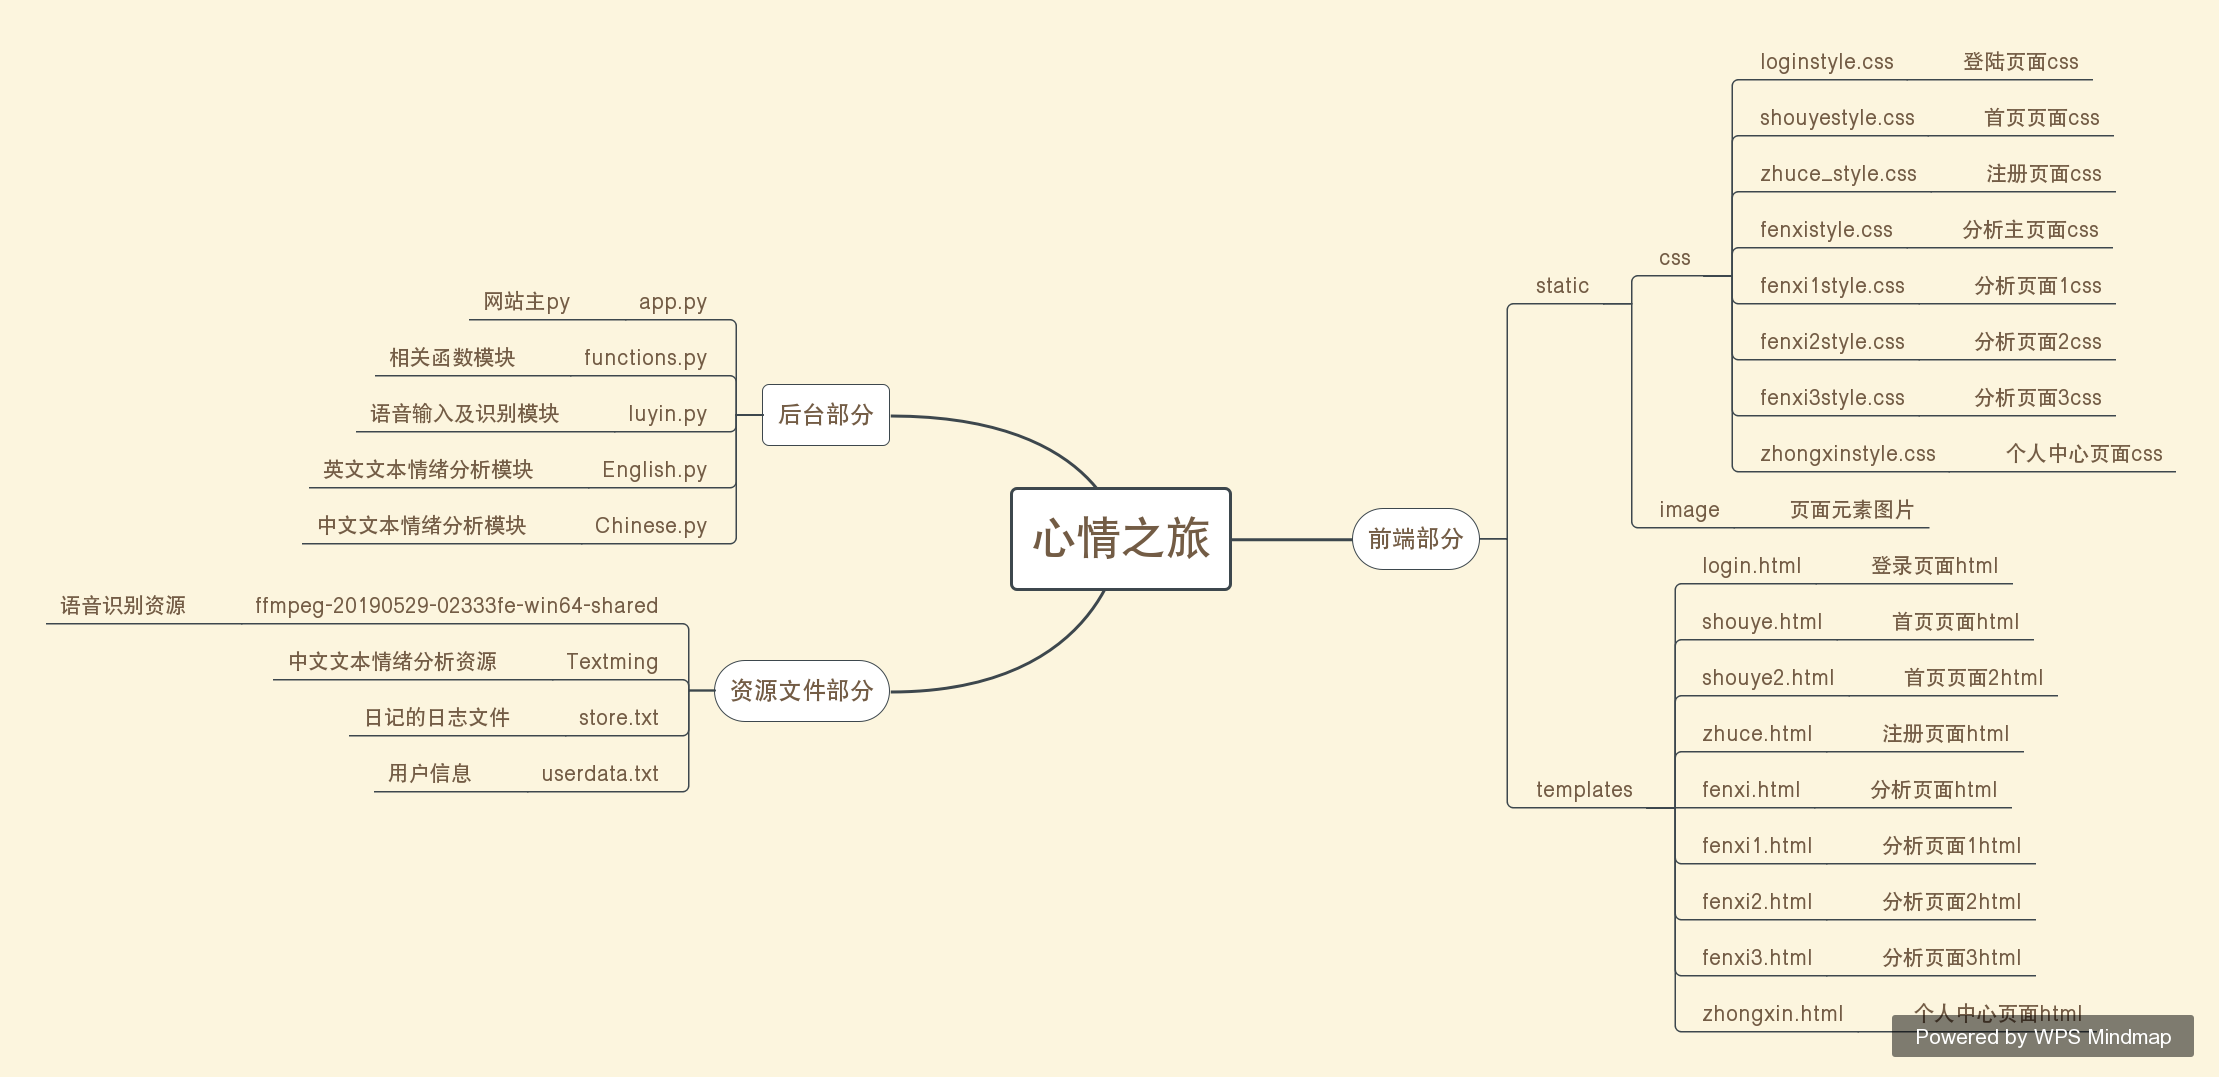 心情之旅
后台部分
网站主py app.py
相关函数模块 functions.py
语音输入及识别模块 luyin.py
英文文本情绪分析模块 English.py
中文文本情绪分析模块 Chinese.py
资源文件部分
语音识别资源 ffmpeg-20190529-02333fe-win64-shared
中文文本情绪分析资源 Textming
日记的日志文件 store.txt
用户信息 userdata.txt
前端部分
static
css
loginstyle.css 登陆页面css
shouyestyle.css 首页页面css
zhuce_style.css 注册页面css
fenxistyle.css 分析主页面css
fenxi1style.css 分析页面1css
fenxi2style.css 分析页面2css
fenxi3style.css 分析页面3css
zhongxinstyle.css 个人中心页面css
image 页面元素图片
templates
login.html 登录页面html
shouye.html 首页页面html
shouye2.html 首页页面2html
zhuce.html 注册页面html
fenxi.html 分析页面html
fenxi1.html 分析页面1html
fenxi2.html 分析页面2html
fenxi3.html 分析页面3html
zhongxin.html 个人中心页面html
Powered by WPS Mindmap